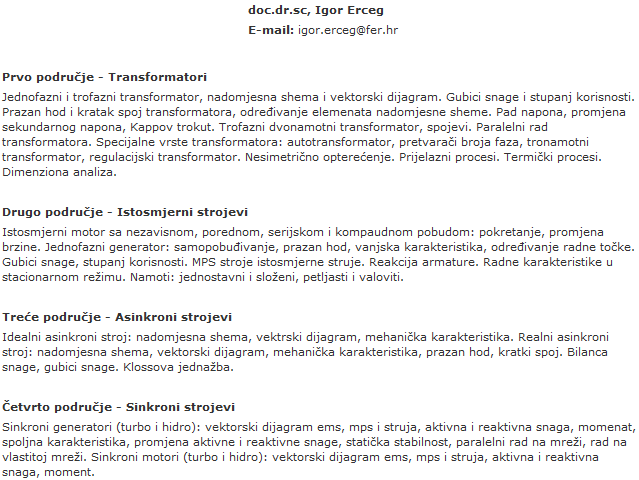 doc.dr.sc, Igor Erceg
E-mail: igor.erceg@fer.hr
Prvo područje - Transformatori
Jednofazni i trofazni transformator, nadomjesna shema i vektorski dijagram. Gubici snage i stupanj korisnosti.
Prazan hod i kratak spoj transformatora, određivanje elemenata nadomjesne sheme. Pad napona, promjena
sekundarnog napona, Kappov trokut. Trofazni dvonamotni transformator, spojevi. Paralelni rad
transformatora. Specijalne vrste transformatora: autotransformator, pretvarači broja faza, tronamotni
transformator, regulacijski transformator. Nesimetrično opterećenje. Prijelazni procesi. Termički procesi.
Dimenziona analiza.
Drugo područje - Istosmjerni strojevi
Istosmjerni motor sa nezavisnom, porednom, serijskom i kompaudnom pobudom: pokretanje, promjena
brzine. Jednofazni generator: samopobuđivanje, prazan hod, vanjska karakteristika, određivanje radne točke.
Gubici snage, stupanj korisnosti. MPS stroje istosmjerne struje. Reakcija armature. Radne karakteristike u
stacionarnom režimu. Namoti: jednostavni i složeni, petljasti i valoviti.
Treće područje - Asinkroni strojevi
Idealni asinkroni stroj: nadomjesna shema, vektrski dijagram, mehanička karakteristika. Realni asinkroni
stroj: nadomjesna shema, vektorski dijagram, mehanička karakteristika, prazan hod, kratki spoj. Bilanca
snage, gubici snage. Klossova jednažba.
Četvrto područje - Sinkroni strojevi
Sinkroni generatori (turbo i hidro): vektorski dijagram ems, mps i struja, aktivna i reaktivna snaga, momenat,
spoljna karakteristika, promjena aktivne i reaktivne snage, statička stabilnost, paralelni rad na mreži, rad na
vlastitoj mreži. Sinkroni motori (turbo i hidro): vektorski dijagram ems, mps i struja, aktivna i reaktivna
snaga, moment.